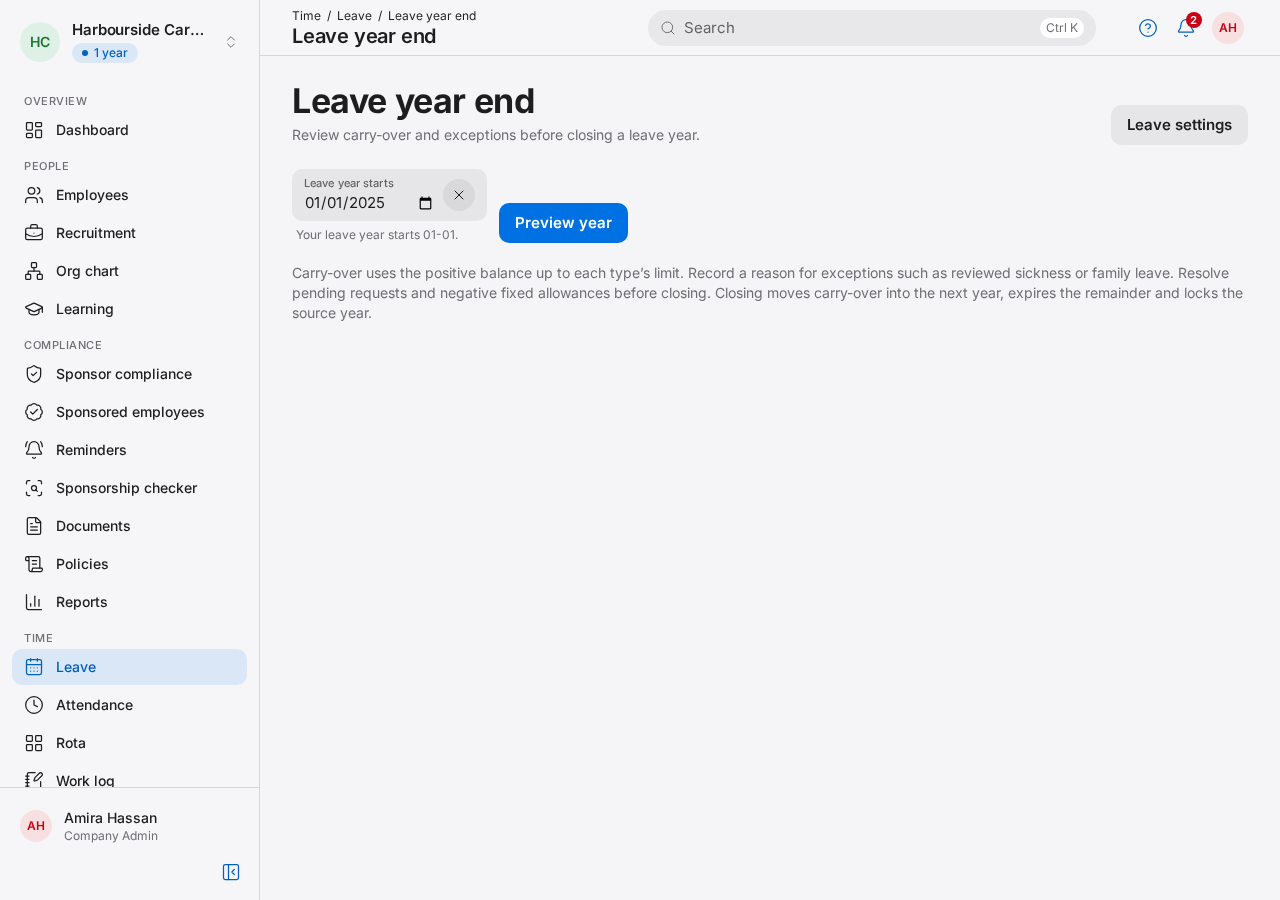 HC
Harbourside Car...
1 year
OVERVIEW
Dashboard
PEOPLE
Employees
Recruitment
Org chart
Learning
COMPLIANCE
Sponsor compliance
Sponsored employees
Reminders
Sponsorship checker
Documents
Policies
Reports
TIME
Leave
Attendance
Rota
Work log
AH
Amira Hassan
Company Admin
Time / Leave / Leave year end
Leave year end
Search
Ctrl K
2
AH
Leave year end
Review carry-over and exceptions before closing a leave year.
Leave settings
Leave year starts
01/01/2025
Your leave year starts 01-01.
Preview year
Carry-over uses the positive balance up to each type’s limit. Record a reason for exceptions such as reviewed sickness or family leave. Resolve
pending requests and negative fixed allowances before closing. Closing moves carry-over into the next year, expires the remainder and locks the
source year.